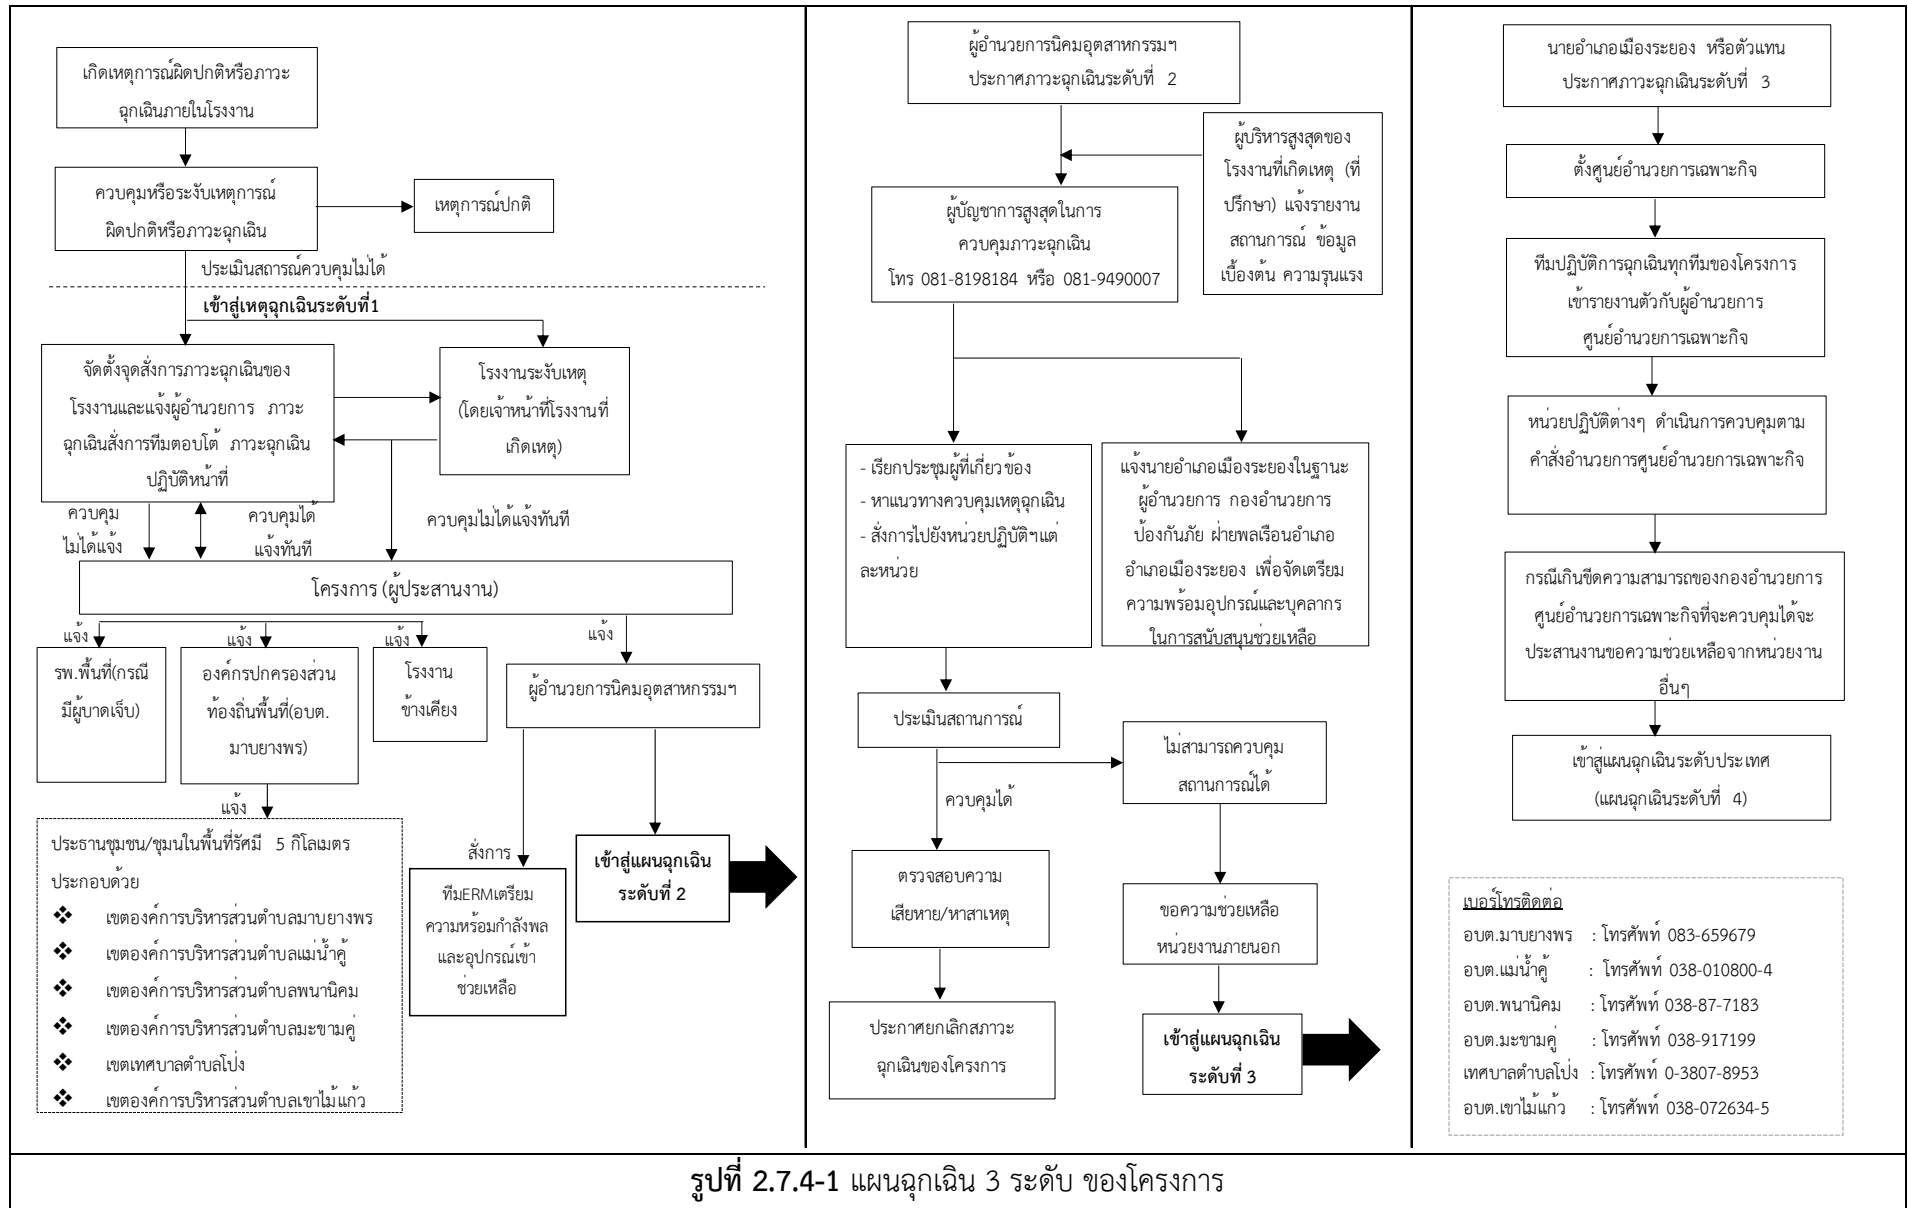 เกิดเหตุการณ์ผิดปกติหรือภาวะ
ฉุกเฉินภายในโรงงาน
ควบคุมหรือระงับเหตุการณ์
ผิดปกติหรือภาวะฉุกเฉิน
เหตุการณ์ปกติ
ประเมินสถารณ์ควบคุมไม่ได้
เข้าสู่เหตุฉุกเฉินระดับที่1
จัดตั้งจุดสั่งการภาวะฉุกเฉินของ
โรงงานและแจ้งผู้อำนวยการ ภาวะ
ฉุกเฉินสั่งการทีมตอบโต้ ภาวะฉุกเฉิน
ปฏิบัติหน้าที่
โรงงานระงับเหตุ
(โดยเจ้าหน้าที่โรงงานที่
เกิดเหตุ)
ควบคุม
ไม่ได้แจ้ง
ควบคุมได้
แจ้งทันที
ควบคุมไม่ได้แจ้งทันที
โครงการ (ผู้ประสานงาน)
แจ้ง
แจ้ง
แจ้ง
แจ้ง
รพ.พื้นที่(กรณี
มีผู้บาดเจ็บ)
องค์กรปกครองส่วน
ท้องถิ่นพื้นที่(อบต.
มาบยางพร)
โรงงาน
ข้างเคียง
ผู้อำนวยการนิคมอุตสาหกรรมฯ
แจ้ง
ประธานชุมชน/ชุมนในพื้นที่รัศมี 5 กิโลเมตร
ประกอบด้วย
❖ เขตองค์การบริหารส่วนตำบลมาบยางพร
❖ เขตองค์การบริหารส่วนตำบลแม่น้ำคู้
❖ เขตองค์การบริหารส่วนตำบลพนานิคม
❖ เขตองค์การบริหารส่วนตำบลมะขามคู่
❖ เขตเทศบาลตำบลโป่ง
❖ เขตองค์การบริหารส่วนตำบลเขาไม้แก้ว
สั่งการ
ทีมERMเตรียม
ความพร้อมกำลังพล
และอุปกรณ์เข้า
ช่วยเหลือ
เข้าสู่แผนฉุกเฉิน
ระดับที่ 2
ผู้อำนวยการนิคมอุตสาหกรรมฯ
ประกาศภาวะฉุกเฉินระดับที่ 2
ผู้บริหารสูงสุดของ
โรงงานที่เกิดเหตุ (ที่
ปรึกษา) แจ้งรายงาน
สถานการณ์ ข้อมูล
เบื้องต้น ความรุนแรง
ผู้บัญชาการสูงสุดในการ
ควบคุมภาวะฉุกเฉิน
โทร 081-8198184 หรือ 081-9490007
- เรียกประชุมผู้ที่เกี่ยวข้อง
- หาแนวทางควบคุมเหตุฉุกเฉิน
- สั่งการไปยังหน่วยปฏิบัติฯแต่
ละหน่วย
แจ้งนายอำเภอเมืองระยองในฐานะ
ผู้อำนวยการ กองอำนวยการ
ป้องกันภัย ฝ่ายพลเรือนอำเภอ
อำเภอเมืองระยอง เพื่อจัดเตรียม
ความพร้อมอุปกรณ์และบุคลากร
ในการสนับสนุนช่วยเหลือ
ประเมินสถานการณ์
ไม่สามารถควบคุม
สถานการณ์ได้
ควบคุมได้
ตรวจสอบความ
เสียหาย/หาสาเหตุ
ขอความช่วยเหลือ
หน่วยงานภายนอก
ประกาศยกเลิกสภาวะ
ฉุกเฉินของโครงการ
เข้าสู่แผนฉุกเฉิน
ระดับที่ 3
นายอำเภอเมืองระยอง หรือตัวแทน
ประกาศภาวะฉุกเฉินระดับที่ 3
ตั้งศูนย์อำนวยการเฉพาะกิจ
ทีมปฏิบัติการฉุกเฉินทุกทีมของโครงการ
เข้ารายงานตัวกับผู้อำนวยการ
ศูนย์อำนวยการเฉพาะกิจ
หน่วยปฏิบัติต่างๆ ดำเนินการควบคุมตาม
คำสั่งอำนวยการศูนย์อำนวยการเฉพาะกิจ
กรณีเกินขีดความสามารถของกองอำนวยการ
ศูนย์อำนวยการเฉพาะกิจที่จะควบคุมได้จะ
ประสานงานขอความช่วยเหลือจากหน่วยงาน
อื่นๆ
เข้าสู่แผนฉุกเฉินระดับประเทศ
(แผนฉุกเฉินระดับที่ 4)
เบอร์โทรติดต่อ
อบต.มาบยางพร : โทรศัพท์ 083-659679
อบต.แม่น้ำคู้ : โทรศัพท์ 038-010800-4
อบต.พนานิคม : โทรศัพท์ 038-87-7183
อบต.มะขามคู่ : โทรศัพท์ 038-917199
เทศบาลตำบลโป่ง : โทรศัพท์ 0-3807-8953
อบต.เขาไม้แก้ว : โทรศัพท์ 038-072634-5
รูปที่ 2.7.4-1 แผนฉุกเฉิน 3 ระดับ ของโครงการ